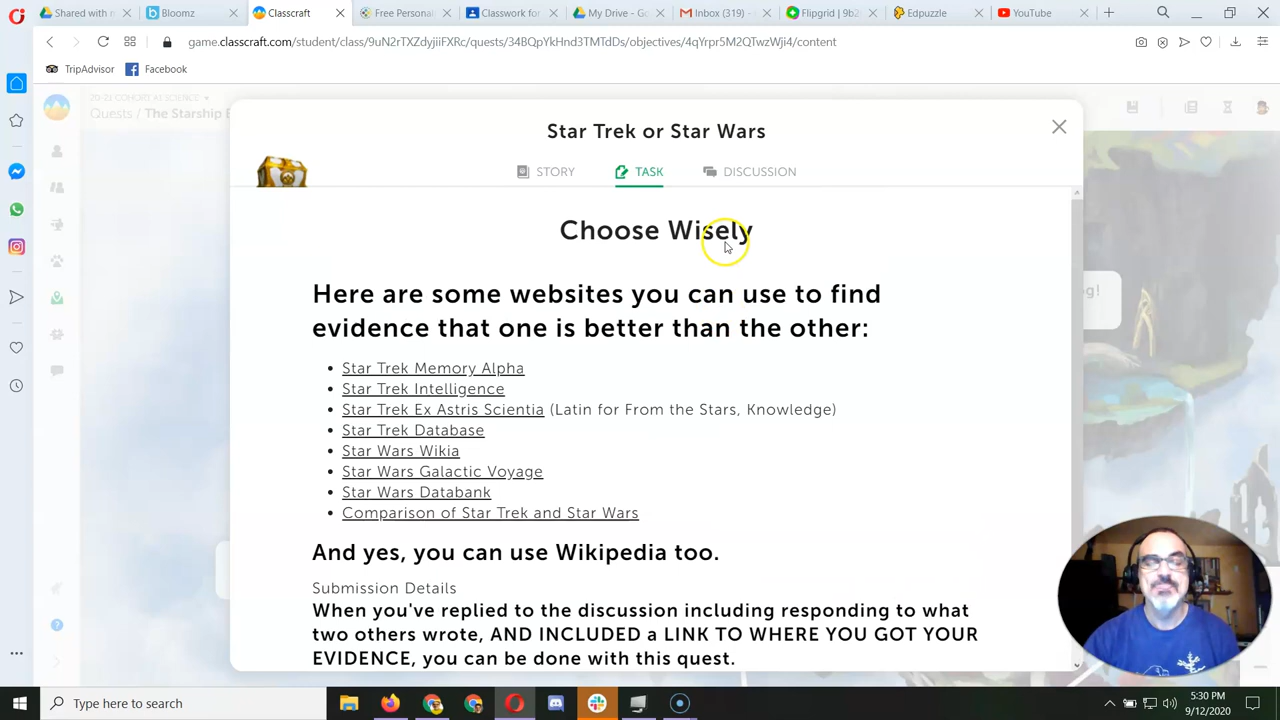 Shared with m
Bloomz
Classcraft
Free Personal
Classwork for
My Drive - Go
Inbox (319)
Flipgrid | 9b2
Edpuzzle
YouTube
game.classcraft.com/student/class/9uN2rTXZdyjiiFXRc/quests/34BQpYkHnd3TMTdDs/objectives/4qYrpr5M2QTwzWji4/content
TripAdvisor
Facebook
Quests / The Starship E
Star Trek or Star Wars
STORY
TASK
DISCUSSION
Choose Wisely
Here are some websites you can use to find
evidence that one is better than the other:
• Star Trek Memory Alpha
• Star Trek Intelligence
• Star Trek Ex Astris Scientia (Latin for From the Stars, Knowledge)
• Star Trek Database
• Star Wars Wikia
• Star Wars Galactic Voyage
• Star Wars Databank
• Comparison of Star Trek and Star Wars
And yes, you can use Wikipedia too.
Submission Details
When you've replied to the discussion including responding to what
two others wrote, AND INCLUDED a LINK TO WHERE YOU GOT YOUR
EVIDENCE, you can be done with this quest.
Type here to search
5:30 PM
9/12/2020